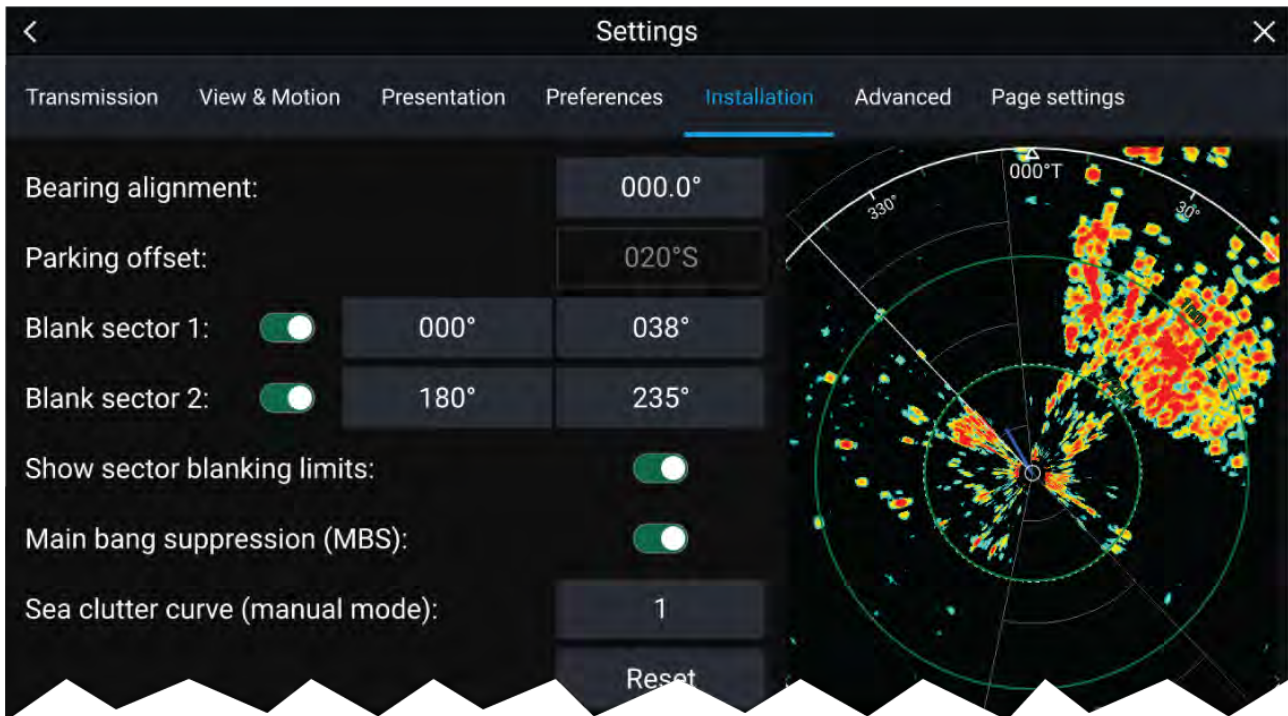 Settings
Transmission View & Motion Presentation Preferences Installation Advanced Page settings
Bearing alignment: 000.0°
Parking offset: 020°S
Blank sector 1: 000° 038°
Blank sector 2: 180° 235°
Show sector blanking limits:
Main bang suppression (MBS):
Sea clutter curve (manual mode): 1
Reset
000°T
330°
30°